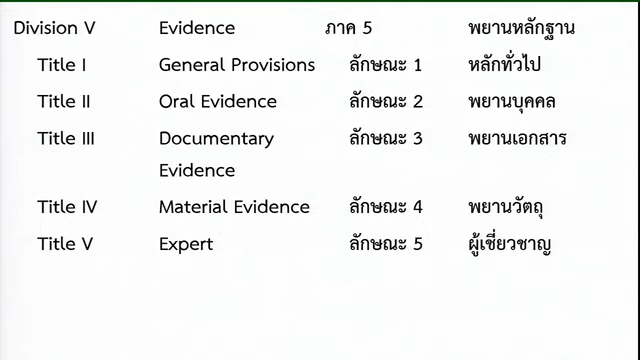 Division V Evidence ภาค 5 พยานหลักฐาน
Title I General Provisions ลักษณะ 1 หลักทั่วไป
Title II Oral Evidence ลักษณะ 2 พยานบุคคล
Title III Documentary ลักษณะ 3 พยานเอกสาร
Evidence
Title IV Material Evidence ลักษณะ 4 พยานวัตถุ
Title V Expert ลักษณะ 5 ผู้เชี่ยวชาญ